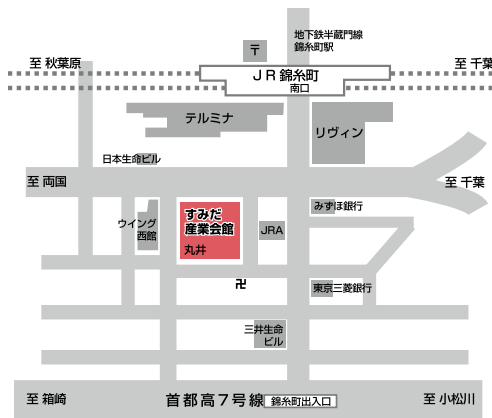 地下鉄半蔵門線
錦糸町駅
〒
至 秋葉原
至 千葉
JR錦糸町
南口
テルミナ
リヴィン
日本生命ビル
至 両国
至 千葉
ウイング
西館
すみだ
産業会館
丸井
JRA
みずほ銀行
卍
東京三菱銀行
三井生命
ビル
至 箱崎
首都高7号線
錦糸町出入口
至 小松川